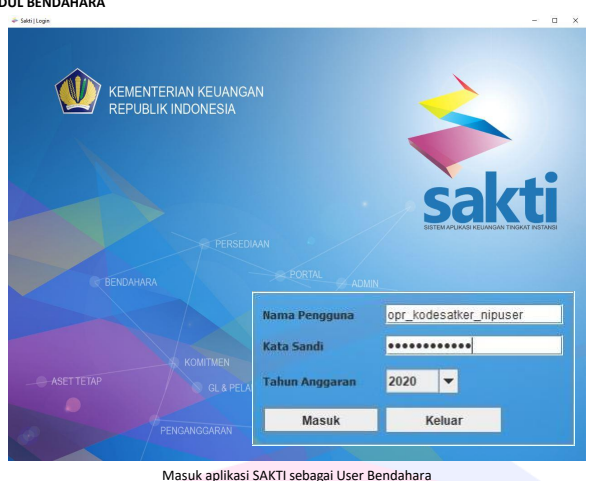 DUL BENDAHARA
Sakti | Login
KEMENTERIAN KEUANGAN
REPUBLIK INDONESIA
sakti
SISTEM APLIKASI KEUANGAN TINGKAT INSTANSI
PERSEDIAAN
PORTAL
BENDAHARA
ADMIN
Nama Pengguna opr_kodesatker_nipuser
Kata Sandi ••••••••••••
KOMITMEN
Tahun Anggaran 2020
ASET TETAP
GL & PELA
Masuk Keluar
PENGANGGARAN
Masuk aplikasi SAKTI sebagai User Bendahara